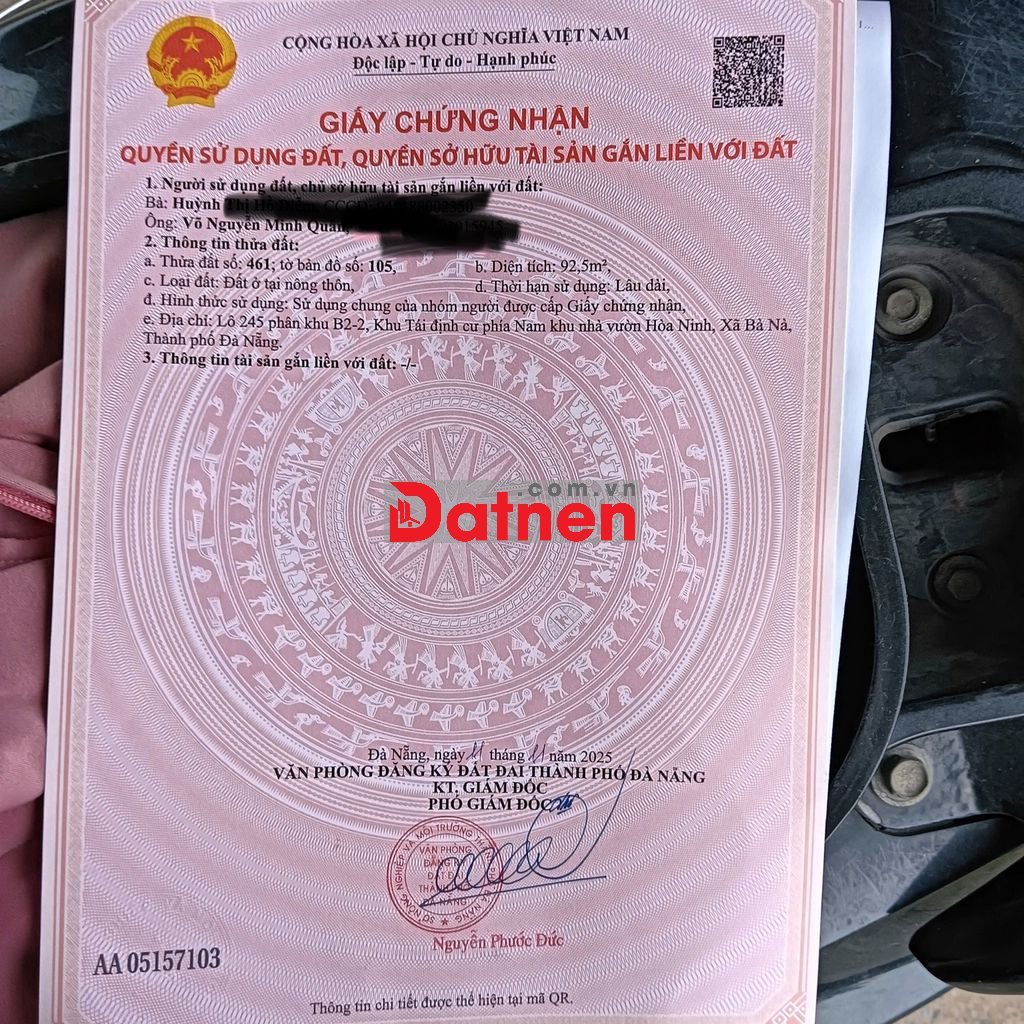 CỘNG HÒA XÃ HỘI CHỦ NGHĨA VIỆT NAM
Độc lập - Tự do - Hạnh phúc
GIẤY CHỨNG NHẬN
QUYỀN SỬ DỤNG ĐẤT, QUYỀN SỞ HỮU TÀI SẢN GẮN LIỀN VỚI ĐẤT
1. Người sử dụng đất, chủ sở hữu tài sản gắn liền với đất:
Bà: Huỳnh
Ông: Võ Nguyễn Minh Quân,
2. Thông tin thửa đất:
a. Thửa đất số: 461; tờ bản đồ số: 105, b. Diện tích: 92,5m²,
c. Loại đất: Đất ở tại nông thôn, d. Thời hạn sử dụng: Lâu dài,
đ. Hình thức sử dụng: Sử dụng chung của nhóm người được cấp Giấy chứng nhận,
e. Địa chỉ: Lô 245 phân khu B2-2, Khu Tái định cư phía Nam khu nhà vườn Hòa Ninh, Xã Bà Nà,
Thành phố Đà Nẵng.
3. Thông tin tài sản gắn liền với đất: -/-
.com.vn
Datnen
Đà Nẵng, ngày 11 tháng 11 năm 2025
VĂN PHÒNG ĐĂNG KÝ ĐẤT ĐAI THÀNH PHỐ ĐÀ NẴNG
KT. GIÁM ĐỐC
PHÓ GIÁM ĐỐC
VĂN PHÒNG
Nguyễn Phước Đức
AA 05157103
Thông tin chi tiết được thể hiện tại mã QR.